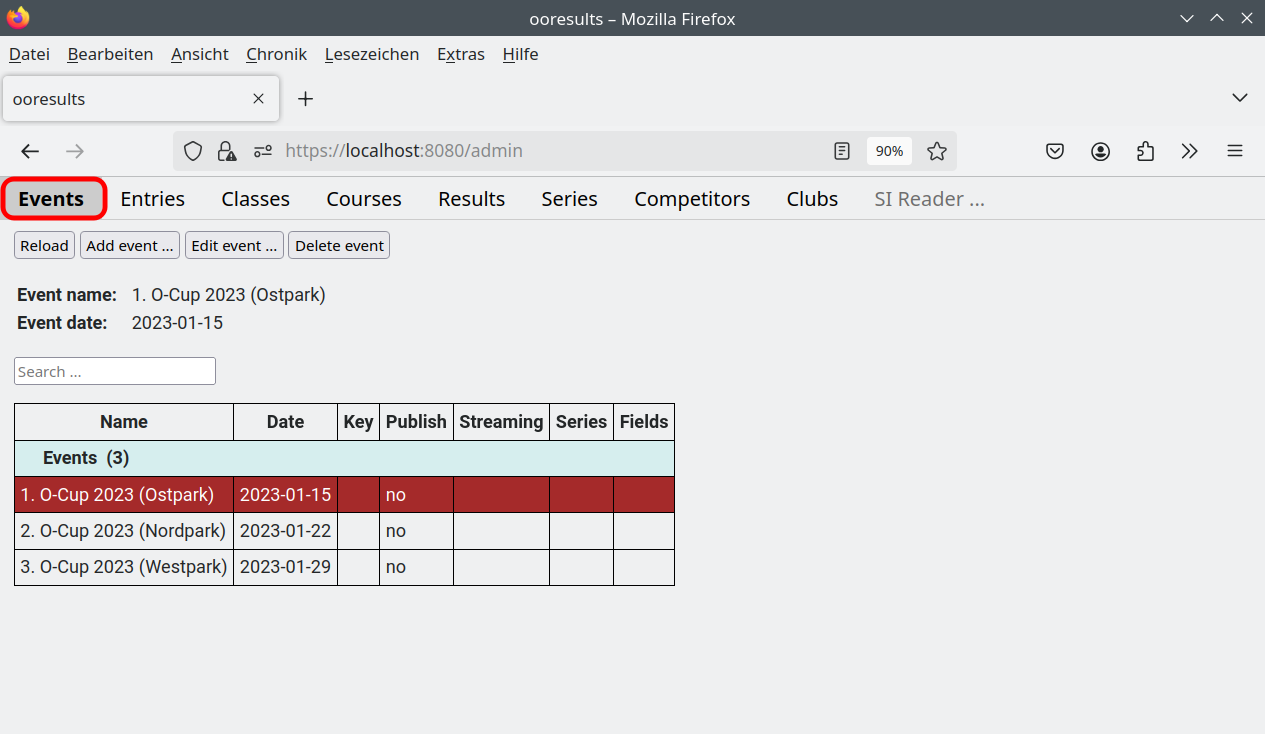 ooresults – Mozilla Firefox
Datei Bearbeiten Ansicht Chronik Lesezeichen Extras Hilfe
ooresults
https://localhost:8080/admin 90%
Events Entries Classes Courses Results Series Competitors Clubs SI Reader ...
Reload Add event ... Edit event ... Delete event
Event name: 1. O-Cup 2023 (Ostpark)
Event date: 2023-01-15
Search ...
Name Date Key Publish Streaming Series Fields
Events (3)
1. O-Cup 2023 (Ostpark) 2023-01-15 no
2. O-Cup 2023 (Nordpark) 2023-01-22 no
3. O-Cup 2023 (Westpark) 2023-01-29 no